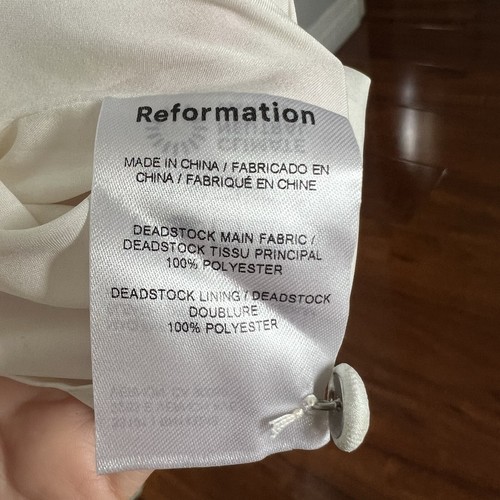 Reformation
MADE IN CHINA / FABRICADO EN
CHINA / FABRIQUÉ EN CHINE
DEADSTOCK MAIN FABRIC /
DEADSTOCK TISSU PRINCIPAL
100% POLYESTER
DEADSTOCK LINING / DEADSTOCK
DOUBLURE
100% POLYESTER